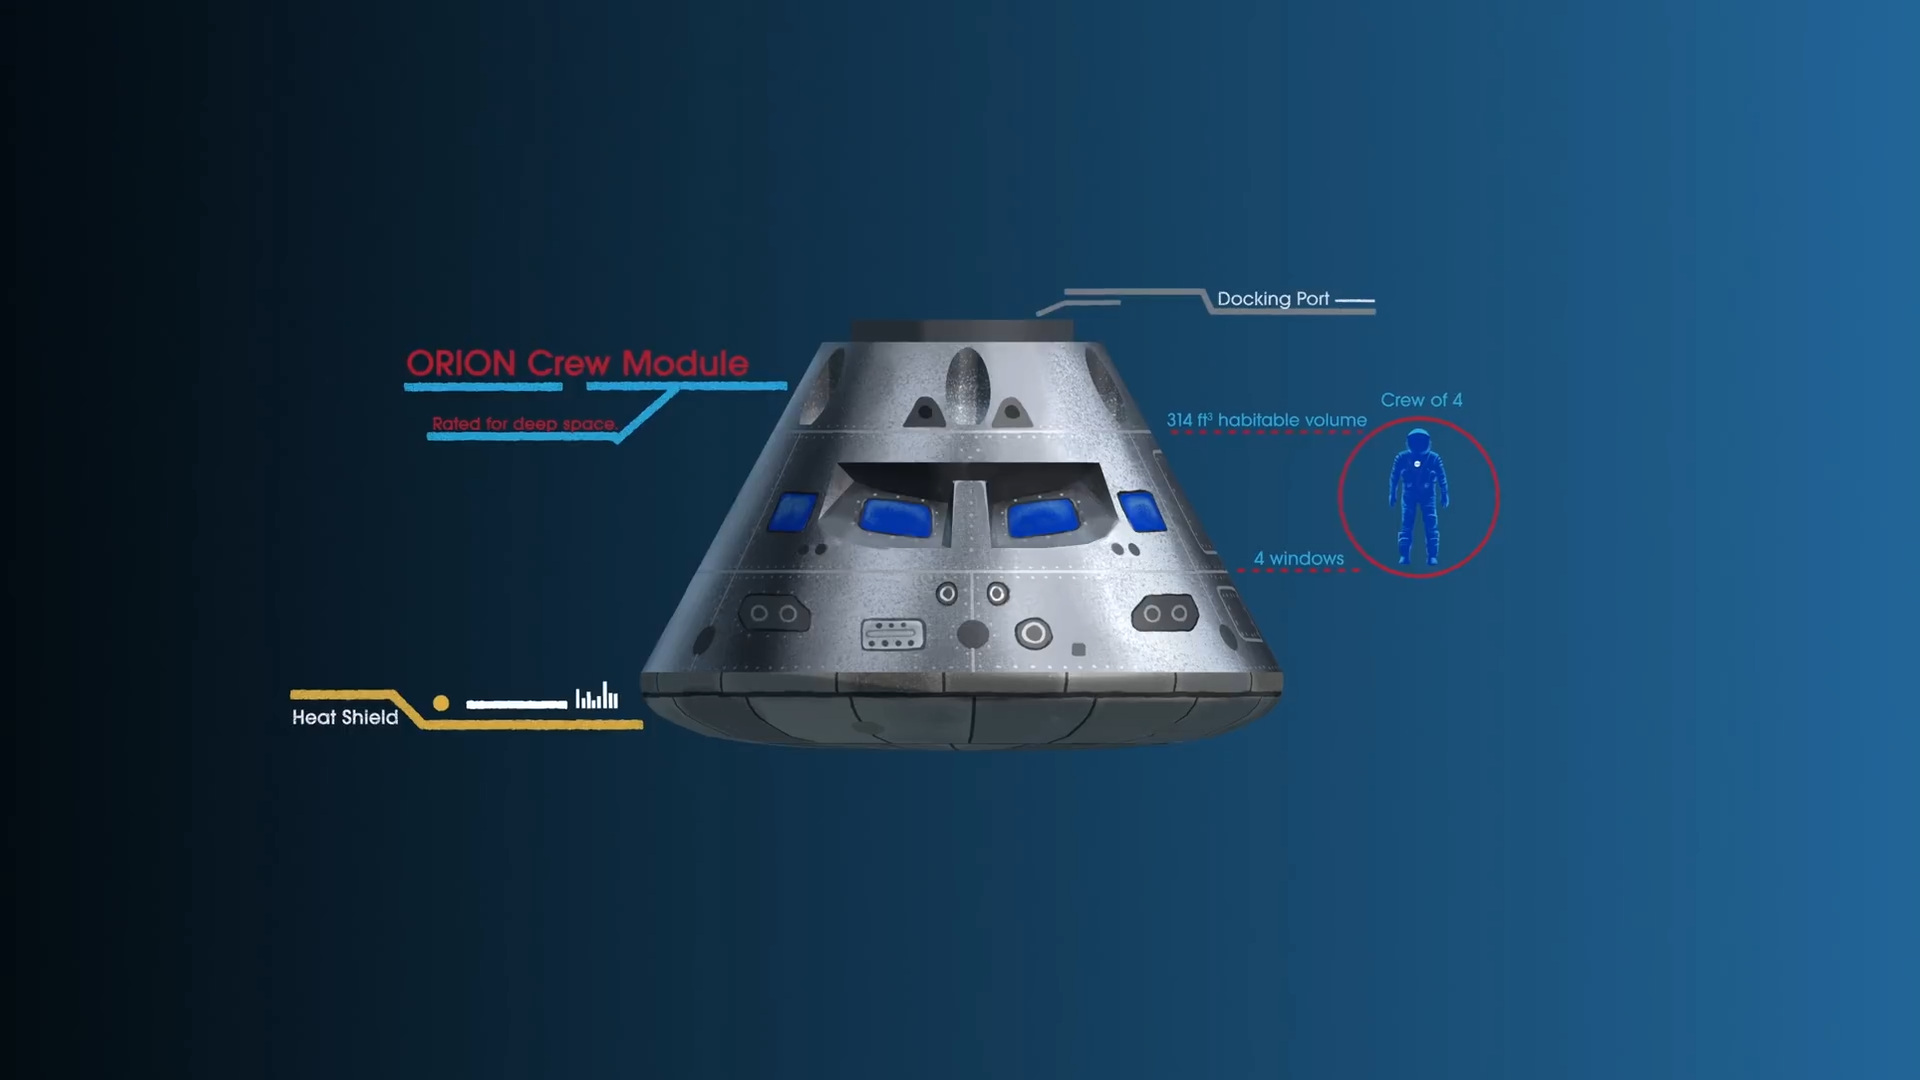 Docking Port
ORION Crew Module
Rated for deep space.
Crew of 4
314 ft³ habitable volume
4 windows
Heat Shield